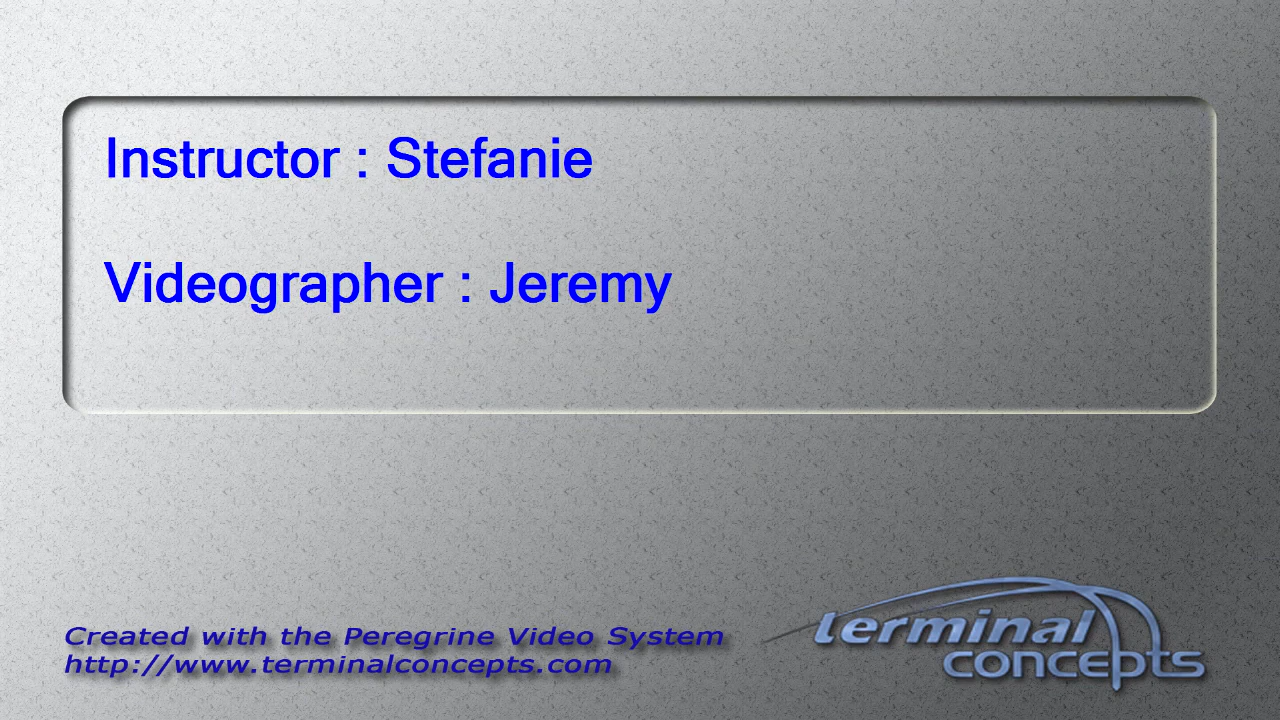 Instructor : Stefanie
Videographer : Jeremy
Created with the Peregrine Video System
http://www.terminalconcepts.com
terminal
concepts